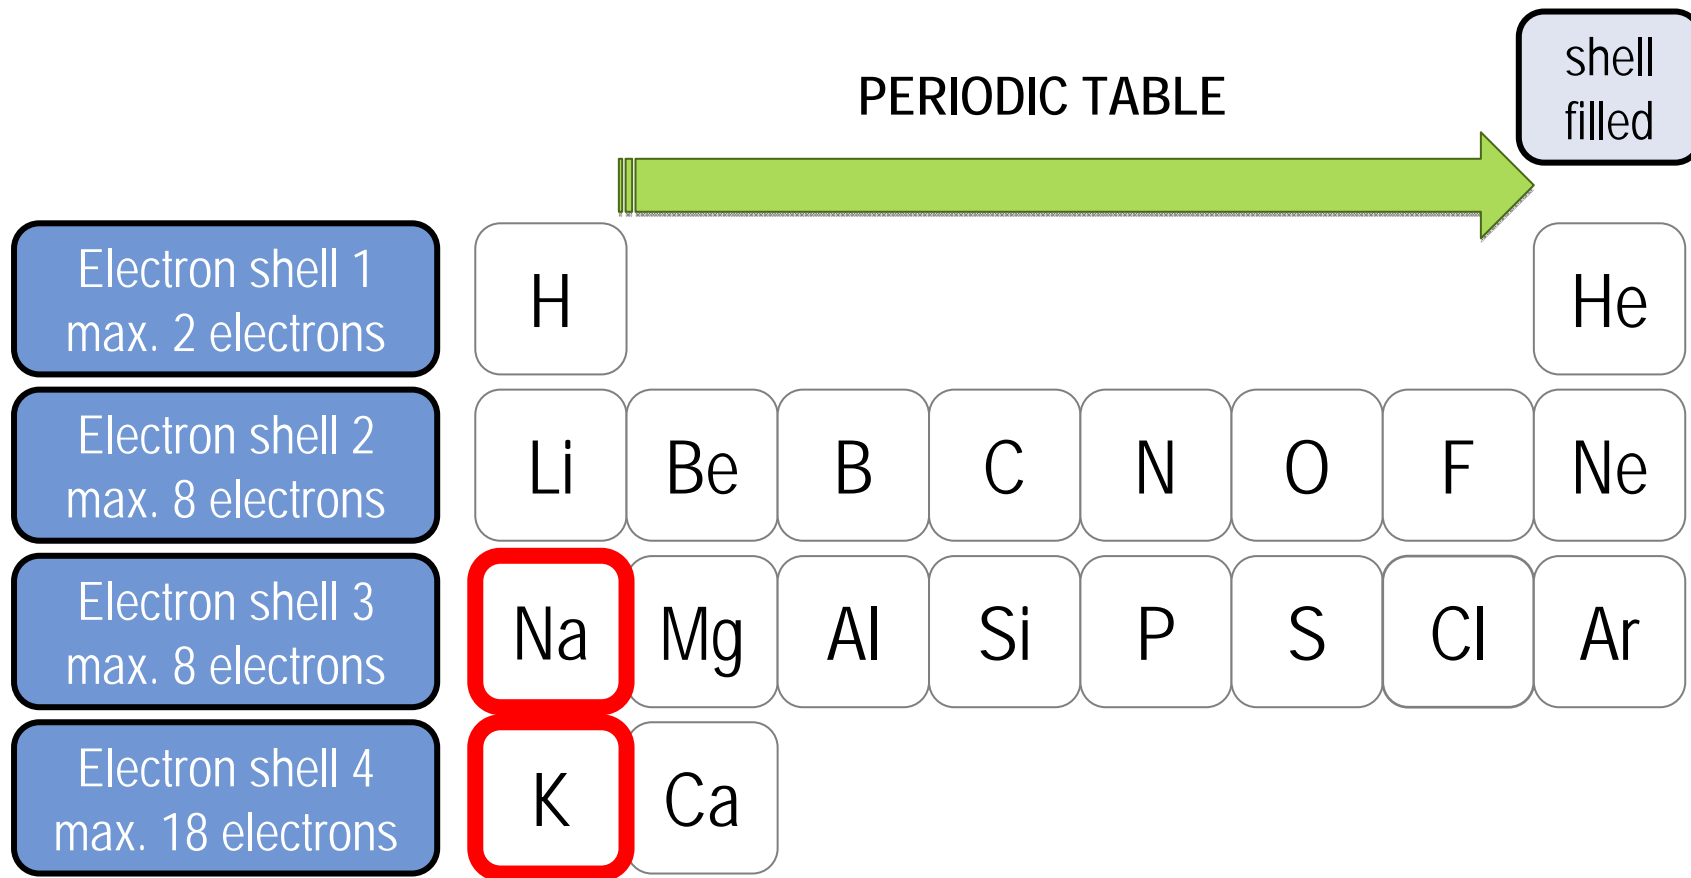 shell
filled
PERIODIC TABLE
Electron shell 1
max. 2 electrons
H
He
Electron shell 2
max. 8 electrons
Li
Be
B
C
N
O
F
Ne
Electron shell 3
max. 8 electrons
Na
Mg
Al
Si
P
S
Cl
Ar
Electron shell 4
max. 18 electrons
K
Ca